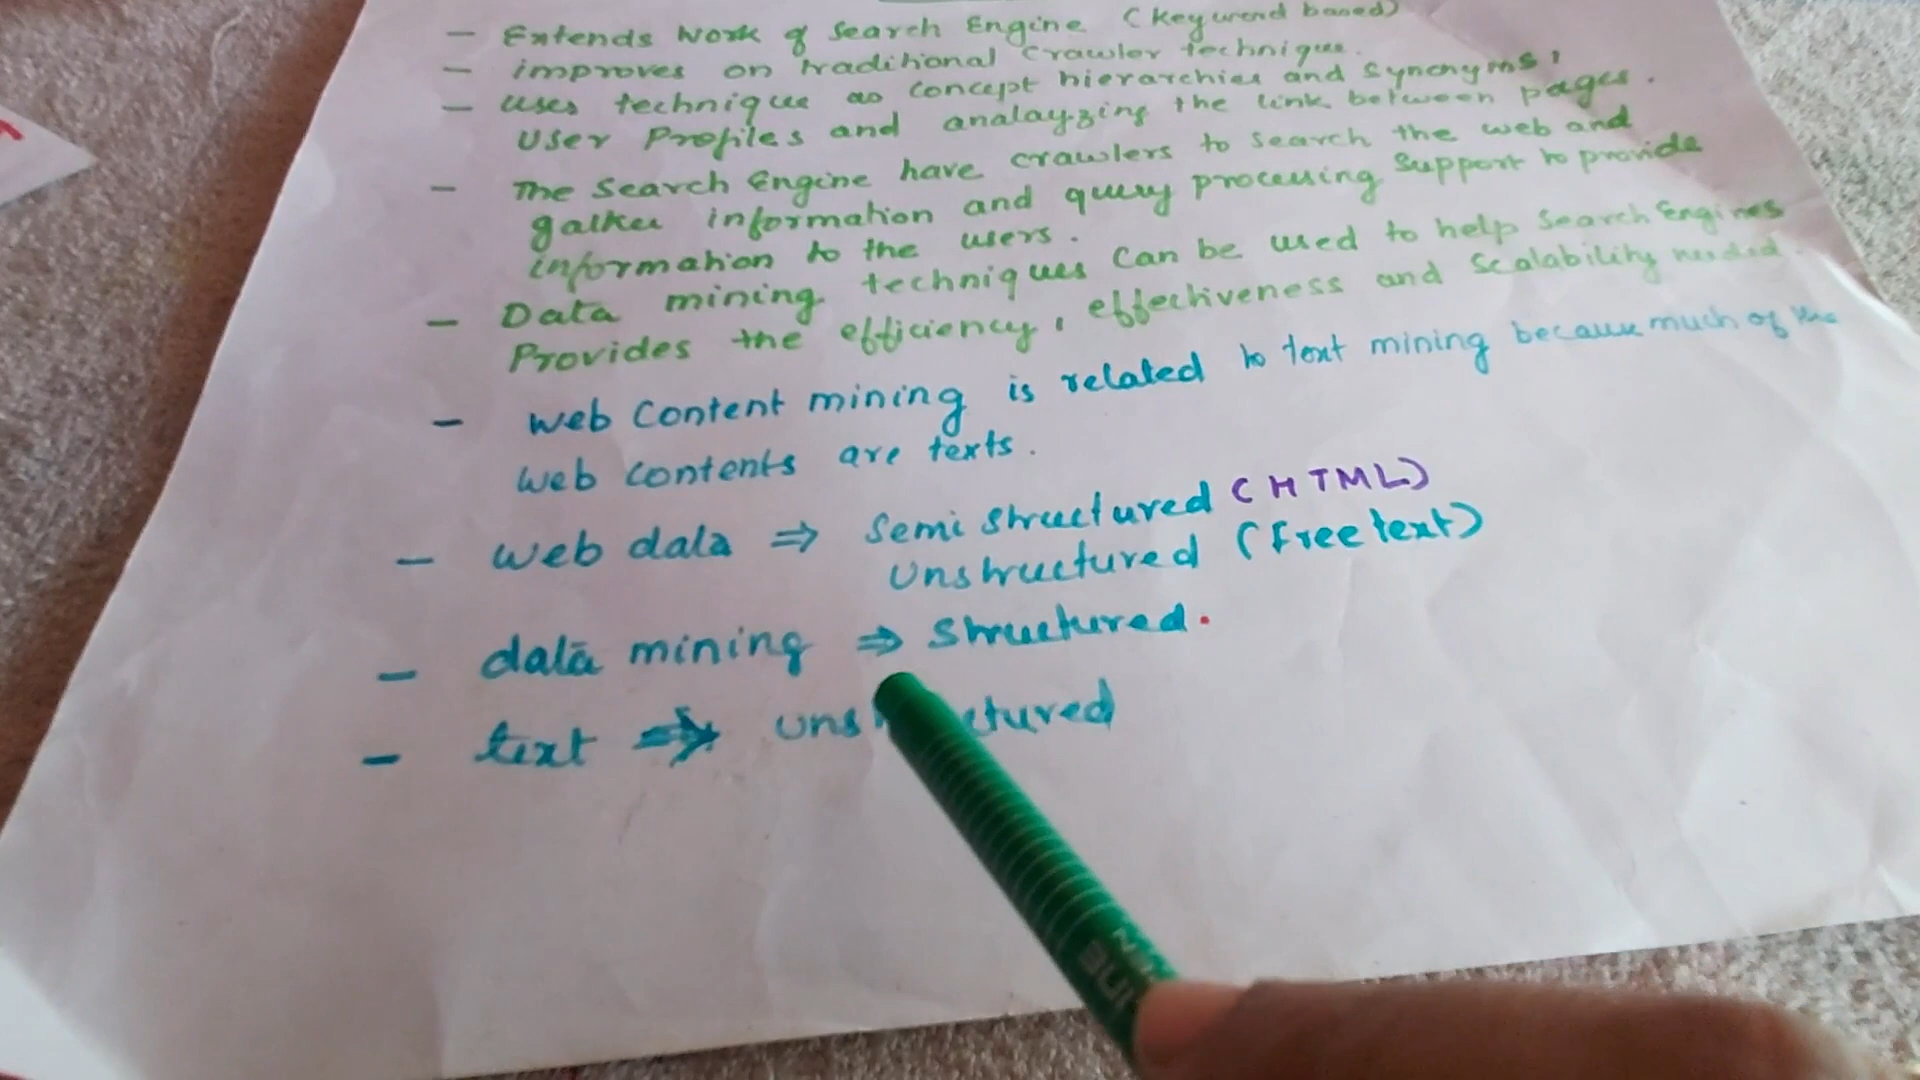 - Extends work of Search Engine (keyword based)
- improves on traditional crawler technique.
- uses technique as concept hierarchies and Synonyms,
User Profiles and analayzing the link between pages.
- The Search Engine have crawlers to search the web and
gather information and query processing support to provide
information to the users.
- Data mining techniques can be used to help Search Engines
Provides the efficiency, effectiveness and Scalability needed.
- web content mining is related to text mining because much of the
web contents are texts.
- web data ⇒ Semi structured (HTML)
Unstructured (free text)
- data mining ⇒ Structured.
- text ⇒